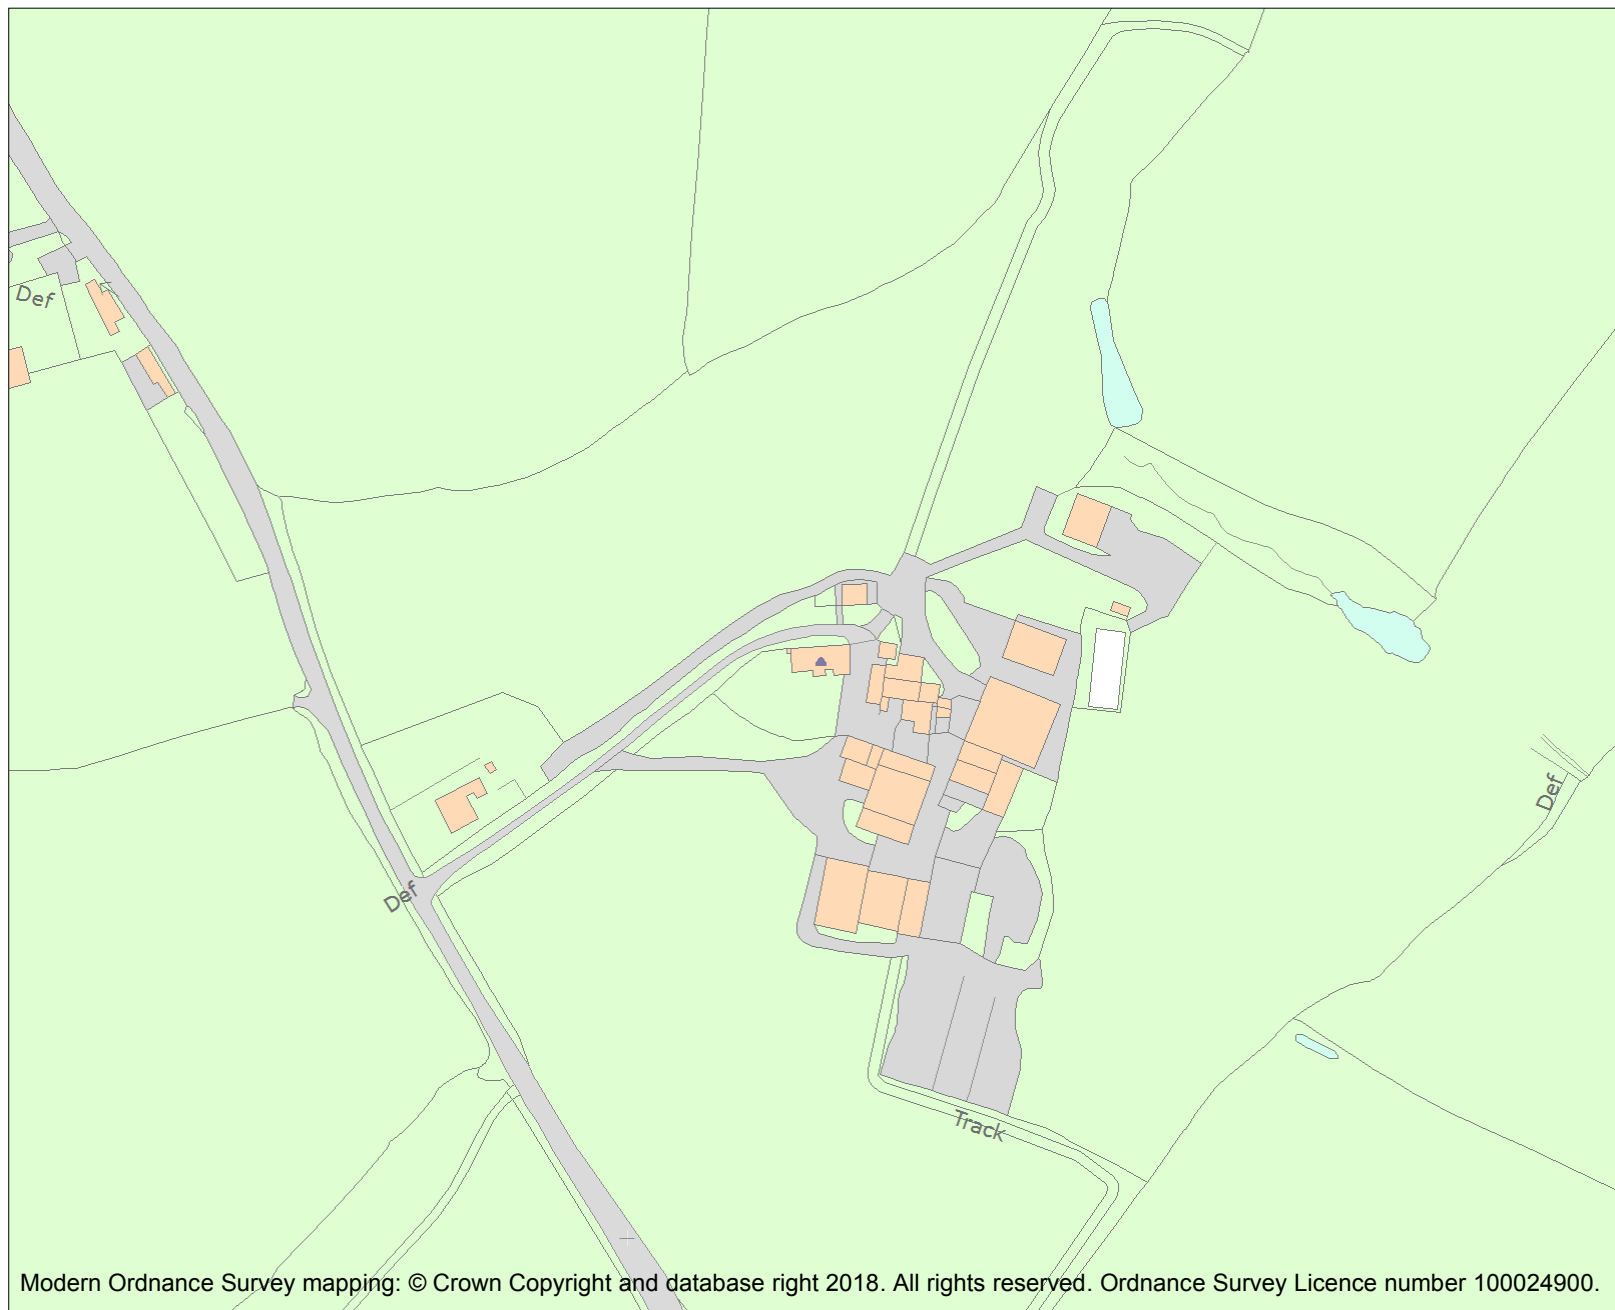 Def
Def
Def
Track
Modern Ordnance Survey mapping: © Crown Copyright and database right 2018. All rights reserved. Ordnance Survey Licence number 100024900.